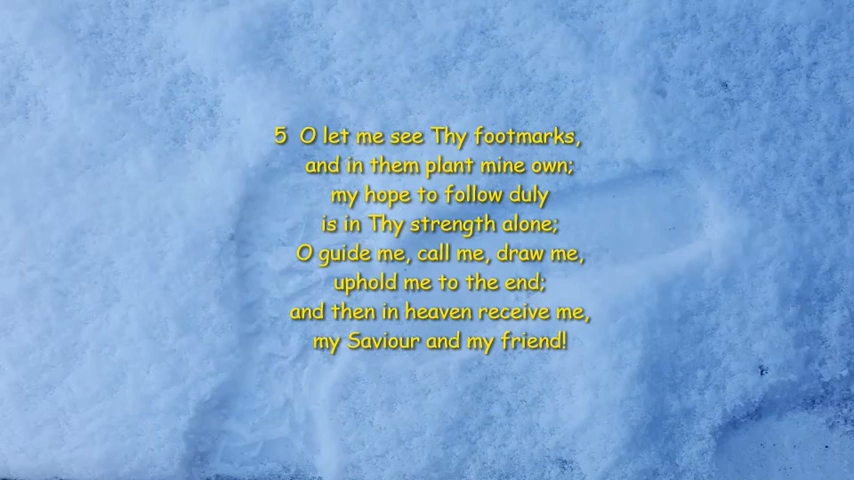 5 O let me see Thy footmarks,
and in them plant mine own;
my hope to follow duly
is in Thy strength alone;
O guide me, call me, draw me,
uphold me to the end;
and then in heaven receive me,
my Saviour and my friend!